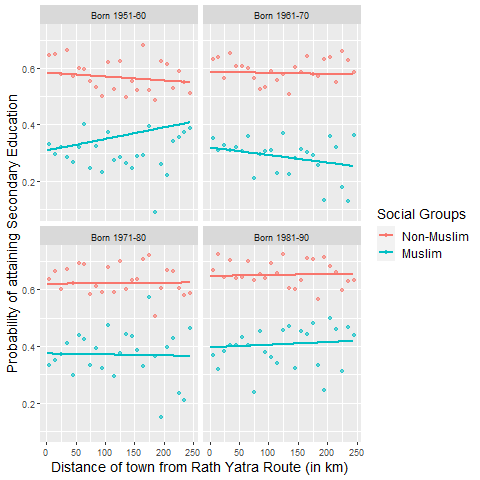 Born 1951-60
Born 1961-70
0.6
0.4
0.2
Born 1971-80
Born 1981-90
0.6
0.4
0.2
0 50 100 150 200 250
0 50 100 150 200 250
Distance of town from Rath Yatra Route (in km)
Probability of attaining Secondary Education
Social Groups
Non-Muslim
Muslim